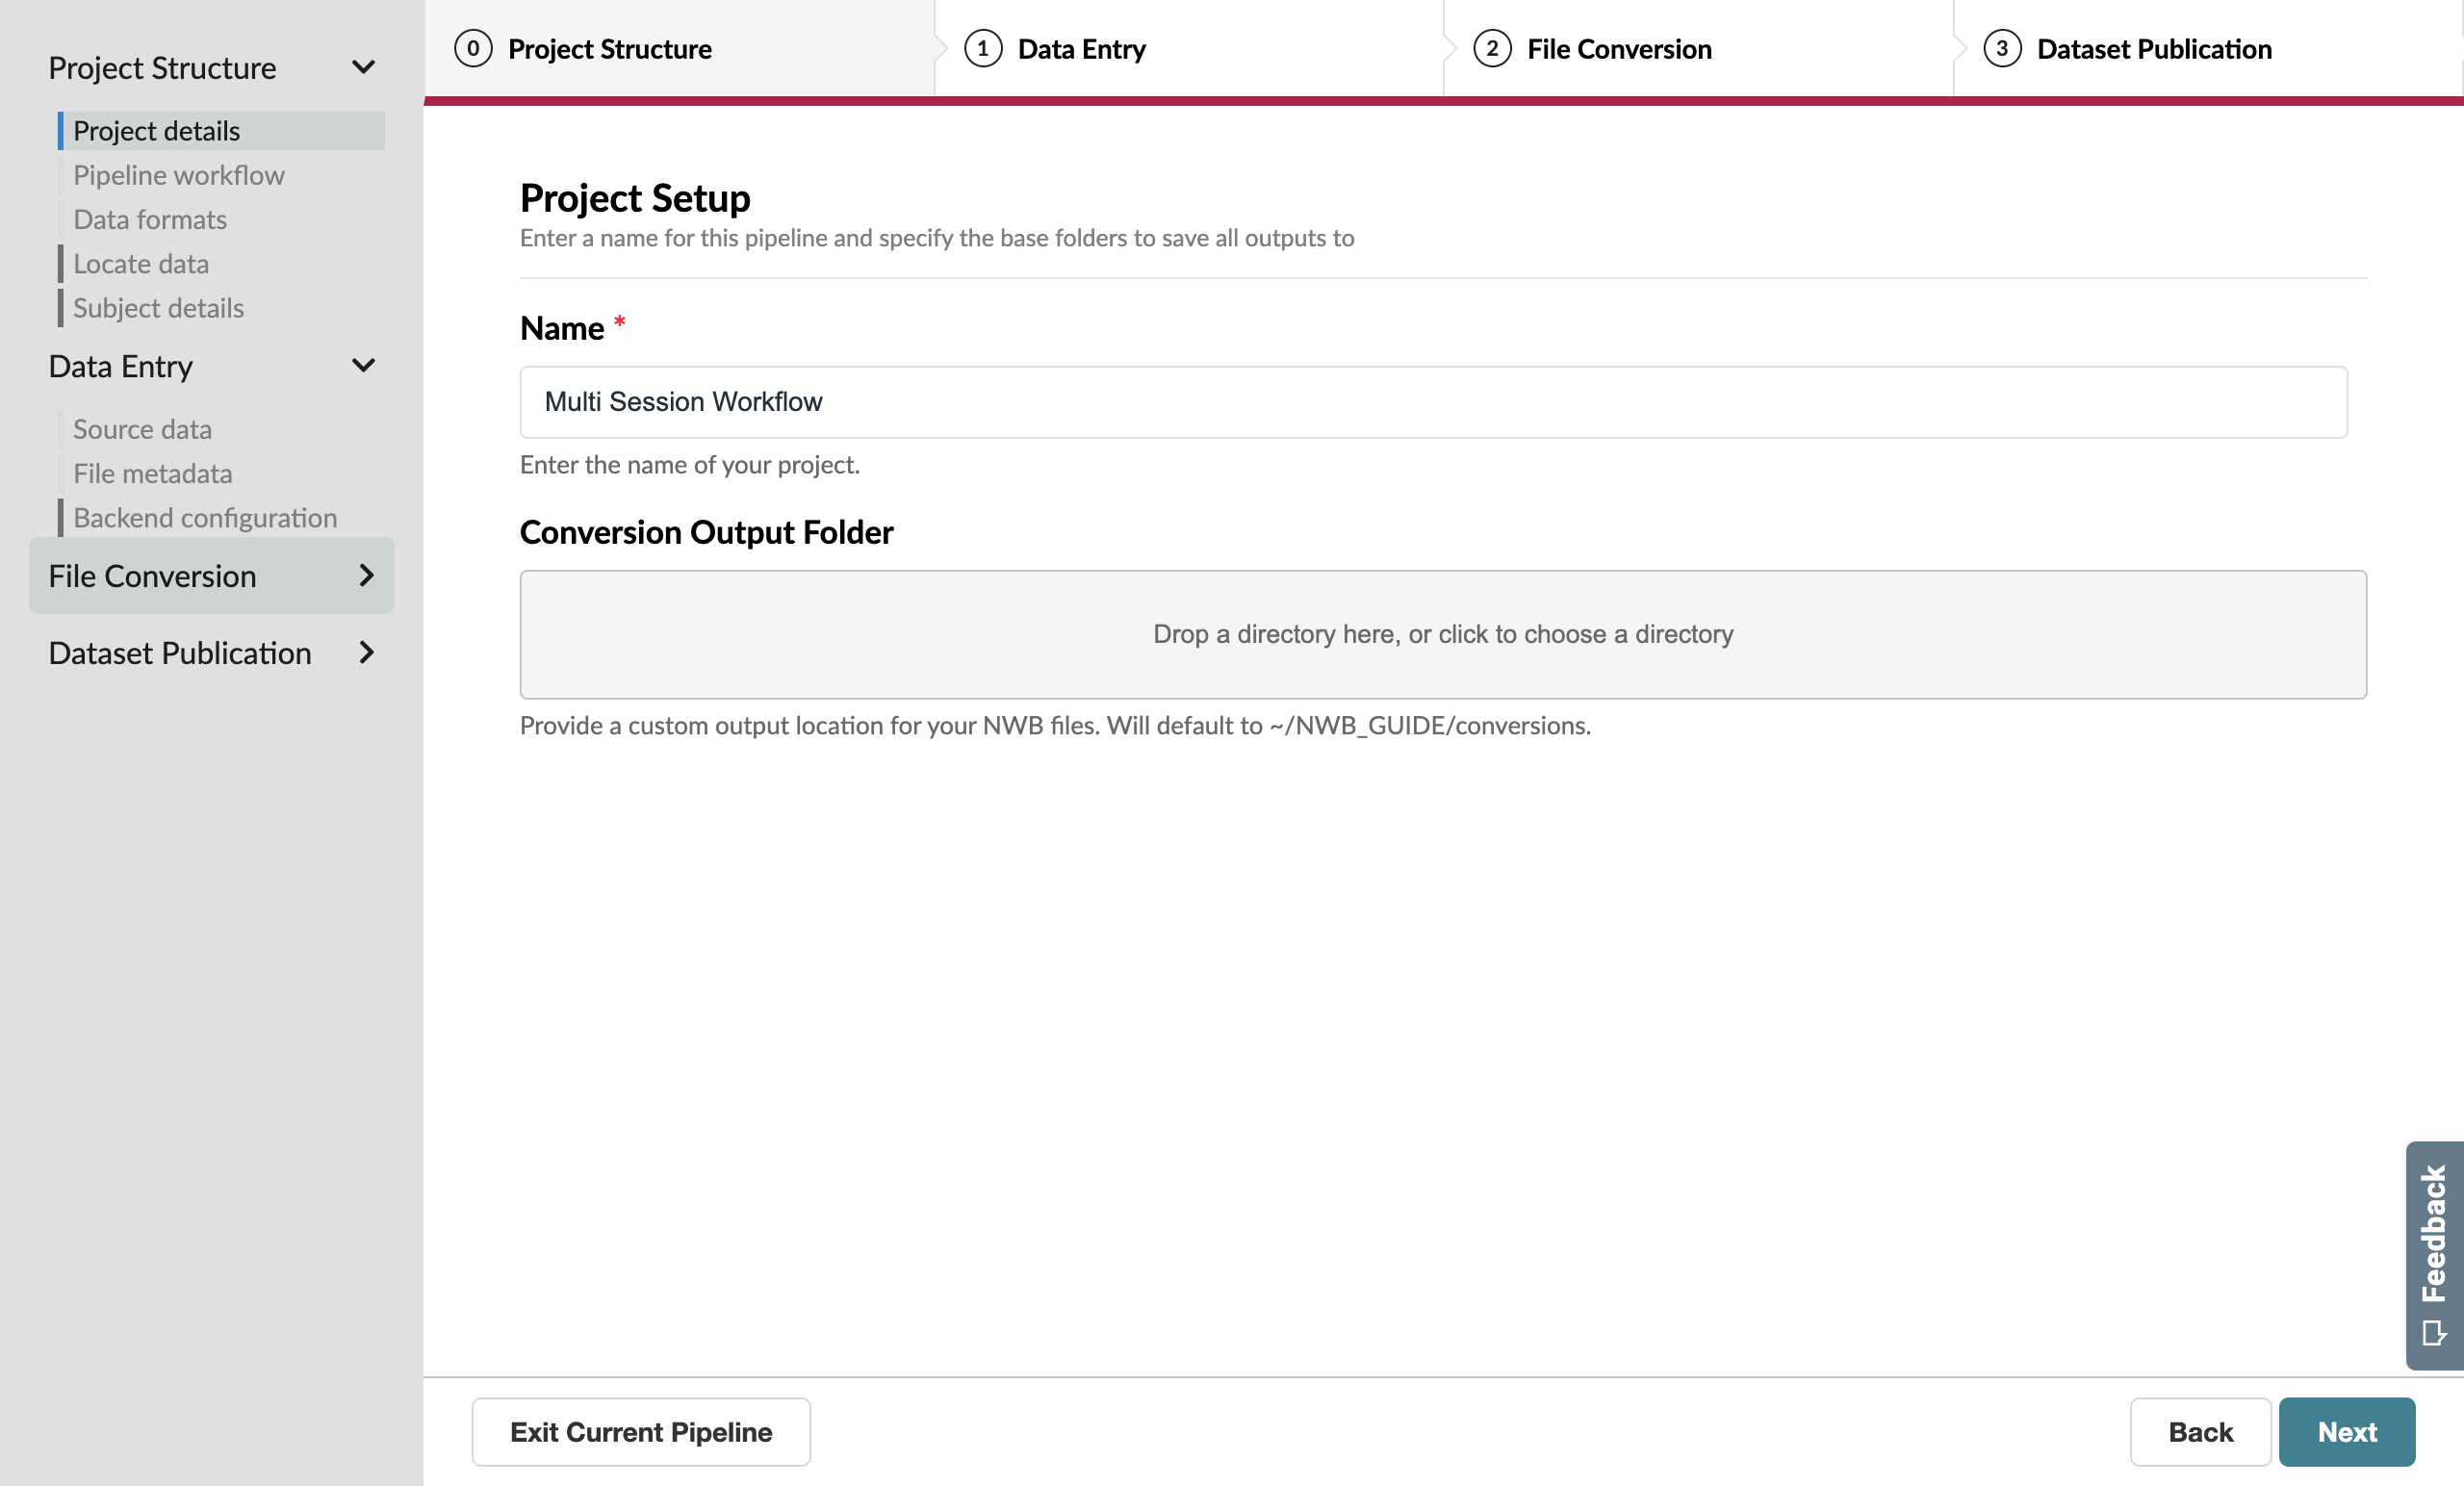 Project Structure
Project details
Pipeline workflow
Data formats
Locate data
Subject details
Data Entry
Source data
File metadata
Backend configuration
File Conversion
Dataset Publication
0 Project Structure
1 Data Entry
2 File Conversion
3 Dataset Publication
Project Setup
Enter a name for this pipeline and specify the base folders to save all outputs to
Name *
Multi Session Workflow
Enter the name of your project.
Conversion Output Folder
Drop a directory here, or click to choose a directory
Provide a custom output location for your NWB files. Will default to ~/NWB_GUIDE/conversions.
Feedback
Exit Current Pipeline
Back
Next